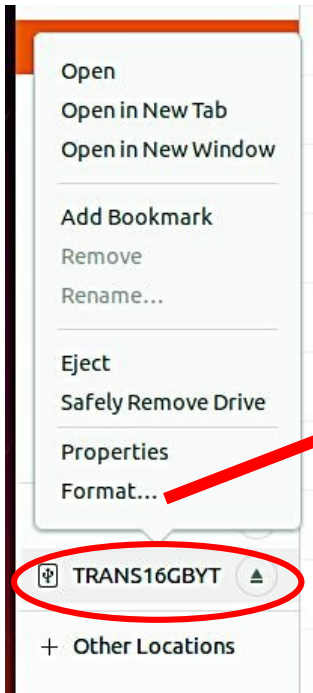 Open
Open in New Tab
Open in New Window
Add Bookmark
Remove
Rename...
Eject
Safely Remove Drive
Properties
Format...
TRANS16GBYT
+ Other Locations